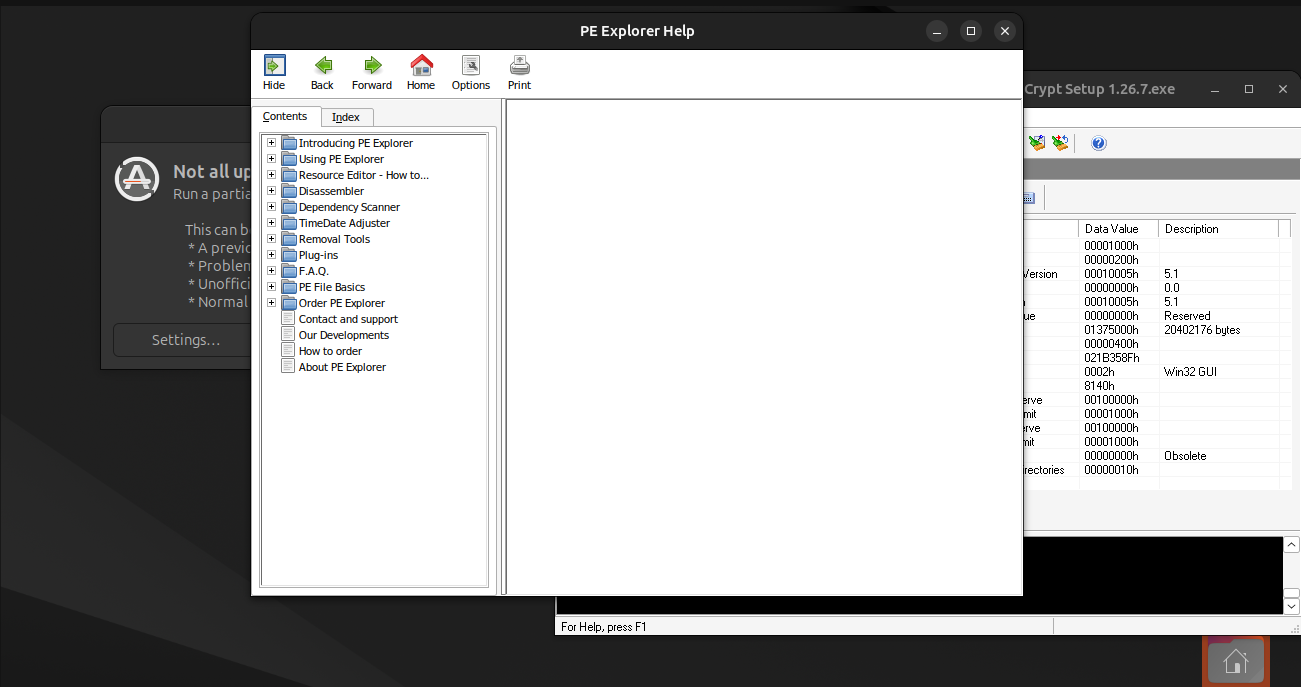 PE Explorer Help
Hide
Back
Forward
Home
Options
Print
Contents
Index
Introducing PE Explorer
Using PE Explorer
Resource Editor - How to...
Disassembler
Dependency Scanner
TimeDate Adjuster
Removal Tools
Plug-ins
F.A.Q.
PE File Basics
Order PE Explorer
Contact and support
Our Developments
How to order
About PE Explorer
Not all up
Run a partia
This can b
* A previo
* Problem
* Unoffici
* Normal
Settings...
Crypt Setup 1.26.7.exe
Data Value Description
00001000h
00000200h
Version 00010005h 5.1
00000000h 0.0
00010005h 5.1
ue 00000000h Reserved
01375000h 20402176 bytes
00000400h
021B358Fh
0002h Win32 GUI
8140h
erve 00100000h
mit 00001000h
erve 00100000h
mit 00001000h
00000000h Obsolete
rectories 00000010h
For Help, press F1